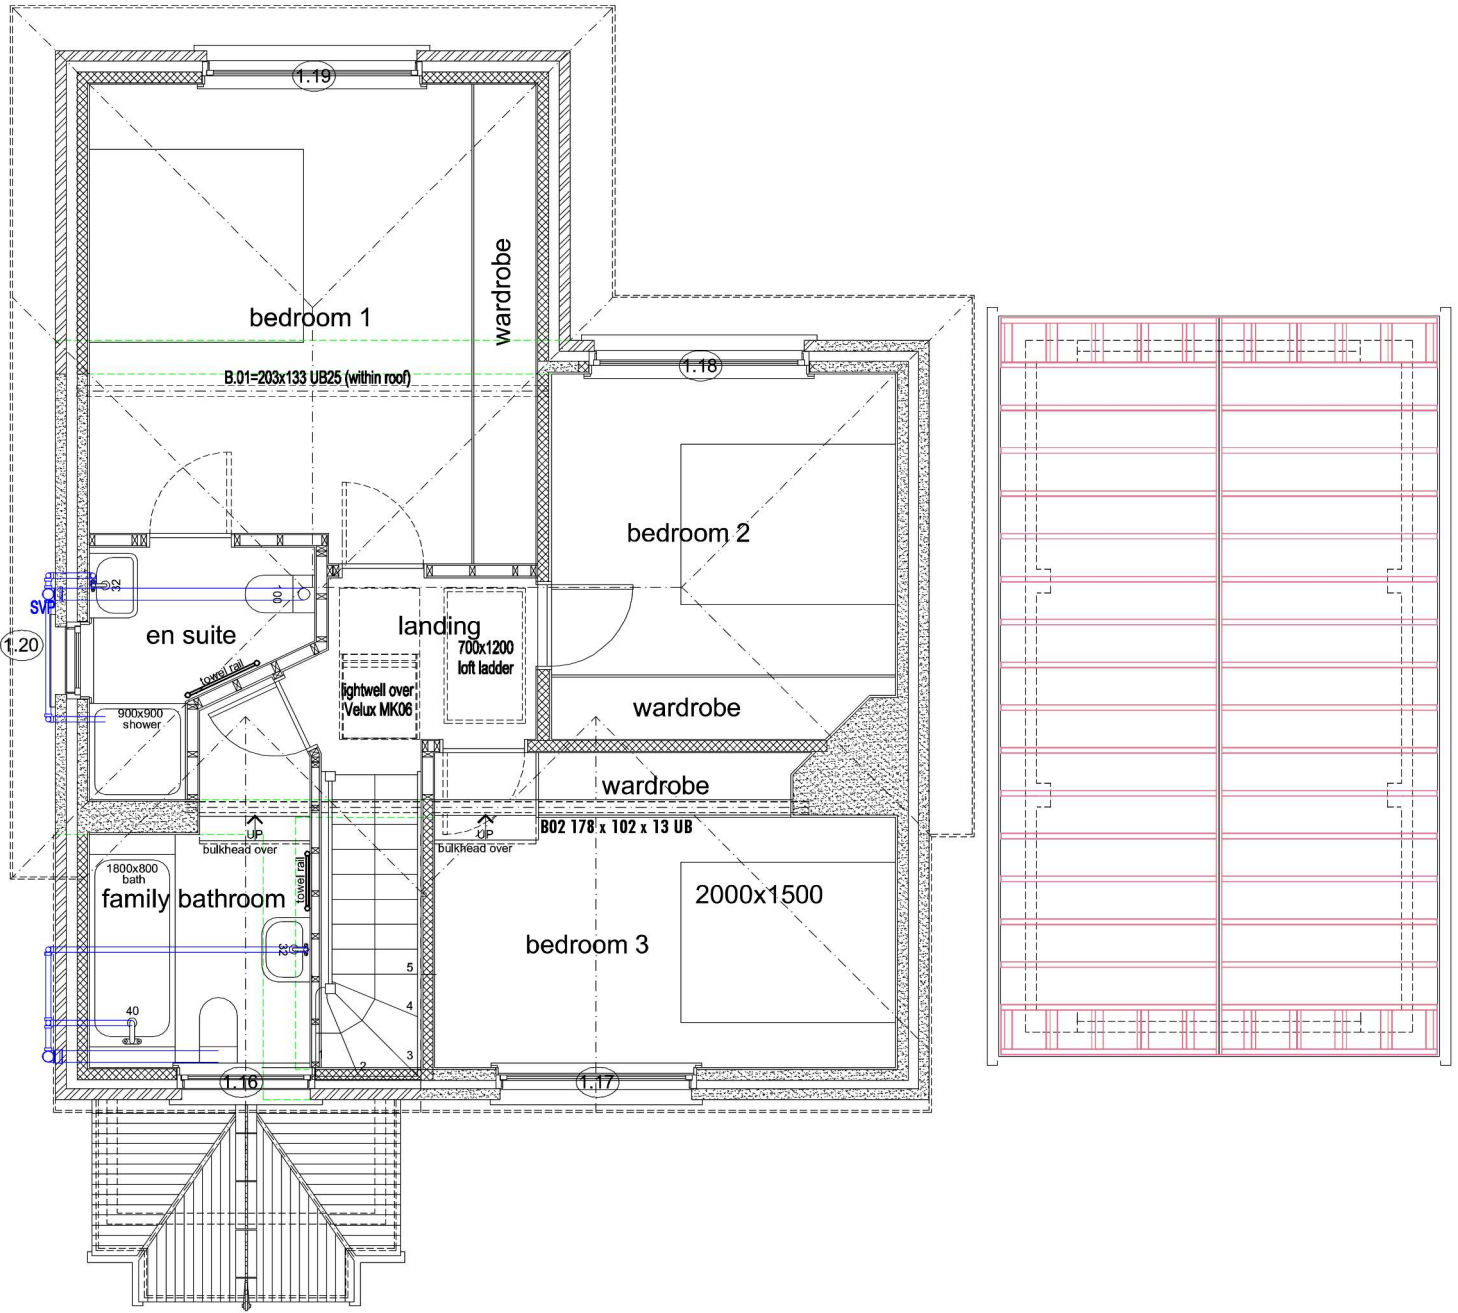 1.19
bedroom 1
wardrobe
B.01=203x133 UB25 (within roof)
1.18
bedroom 2
32
100
SVP
en suite
1.20
towel rail
landing
700x1200
loft ladder
lightwell over
Velux MK06
900x900
shower
wardrobe
wardrobe
UP
bulkhead over
UP
bulkhead over
B02 178 x 102 x 13 UB
1800x800
bath
family bathroom
towel rail
2000x1500
32
bedroom 3
5
4
40
3
2
1.16
1.17